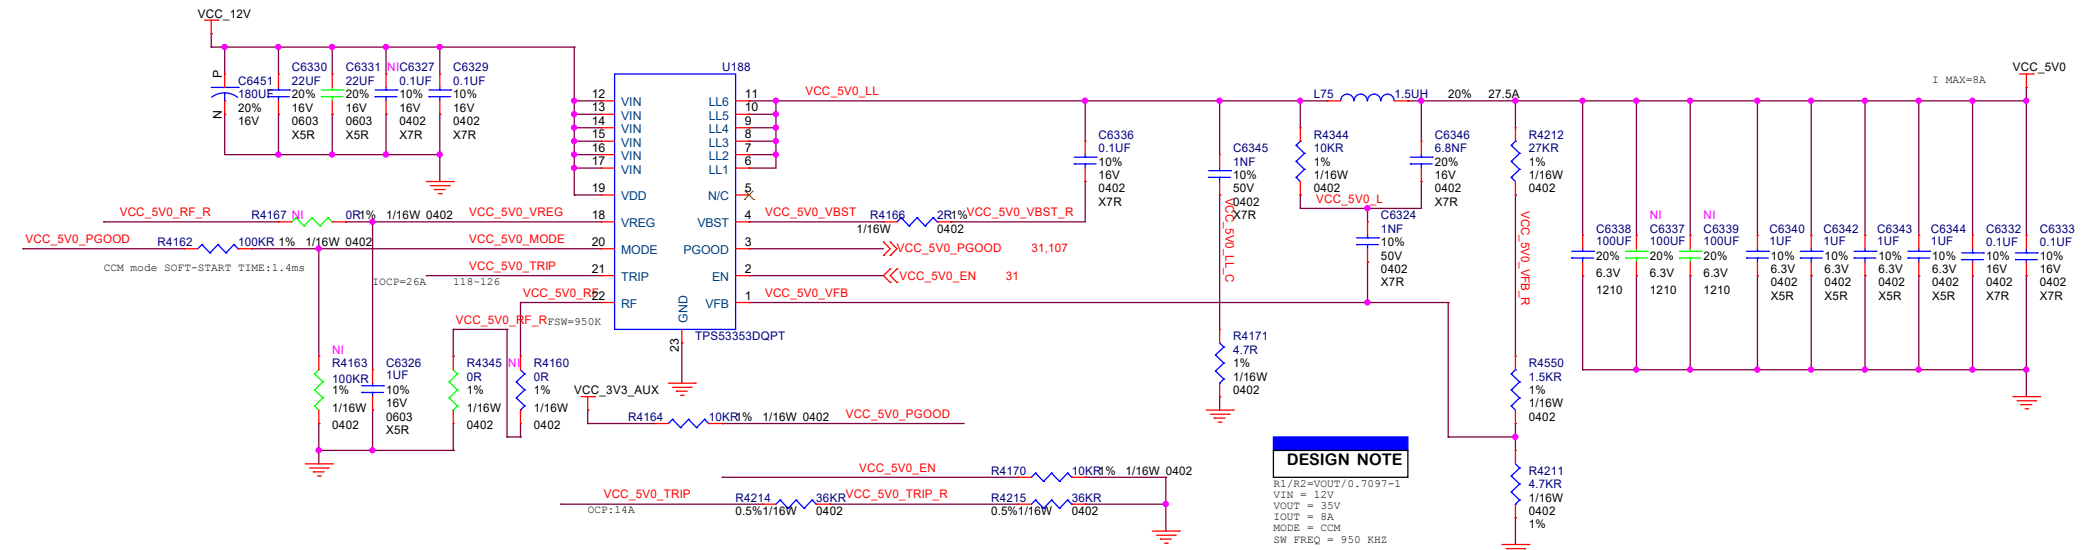 VCC_12V
P
N
C6451
180UF
20%
16V
C6330
22UF
20%
16V
0603
X5R
C6331
22UF
20%
16V
0603
X5R
NI
C6327
0.1UF
10%
16V
0402
X7R
C6329
0.1UF
10%
16V
0402
X7R
U188
12 VIN
13 VIN
14 VIN
15 VIN
16 VIN
17 VIN
19 VDD
18 VREG
20 MODE
21 TRIP
22 RF
LL6 11
LL5 10
LL4 9
LL3 8
LL2 7
LL1 6
N/C 5
VBST 4
PGOOD 3
EN 2
VFB 1
GND
23
TPS53353DQPT
VCC_5V0_RF_R
R4167
NI
0R
1% 1/16W 0402
VCC_5V0_VREG
VCC_5V0_PGOOD
R4162
100KR
1% 1/16W 0402
VCC_5V0_MODE
CCM mode SOFT-START TIME:1.4ms
VCC_5V0_TRIP
IOCP=26A
118~126
VCC_5V0_RF
VCC_5V0_RF_R
FSW=950K
NI
R4163
100KR
1%
1/16W
0402
C6326
1UF
10%
16V
0603
X5R
R4345
0R
1%
1/16W
0402
NI
R4160
0R
1%
1/16W
0402
VCC_3V3_AUX
R4164
10KR
1% 1/16W 0402
VCC_5V0_PGOOD
VCC_5V0_EN
R4170
10KR
1% 1/16W 0402
VCC_5V0_TRIP
OCP:14A
R4214
36KR
0.5%1/16W 0402
VCC_5V0_TRIP_R
R4215
36KR
0.5%1/16W 0402
VCC_5V0_LL
VCC_5V0_VBST
R4166
2R
1%
1/16W 0402
VCC_5V0_VBST_R
VCC_5V0_PGOOD 31,107
VCC_5V0_EN 31
VCC_5V0_VFB
C6336
0.1UF
10%
16V
0402
X7R
C6345
1NF
10%
50V
0402
X7R
VCC_5V0_LL_C
R4171
4.7R
1%
1/16W
0402
L75 1.5UH 20% 27.5A
R4344
10KR
1%
1/16W
0402
VCC_5V0_L
C6346
6.8NF
20%
16V
0402
X7R
C6324
1NF
10%
50V
0402
X7R
R4212
27KR
1%
1/16W
0402
VCC_5V0_VFB_R
R4550
1.5KR
1%
1/16W
0402
R4211
4.7KR
1/16W
0402
1%
I MAX=8A
VCC_5V0
C6338
100UF
20%
6.3V
1210
NI
C6337
100UF
20%
6.3V
1210
NI
C6339
100UF
20%
6.3V
1210
C6340
1UF
10%
6.3V
0402
X5R
C6342
1UF
10%
6.3V
0402
X5R
C6343
1UF
10%
6.3V
0402
X5R
C6344
1UF
10%
6.3V
0402
X5R
C6332
0.1UF
10%
16V
0402
X7R
C6333
0.1UF
10%
16V
0402
X7R
DESIGN NOTE
R1/R2=VOUT/0.7097-1
VIN = 12V
VOUT = 35V
IOUT = 8A
MODE = CCM
SW FREQ = 950 KHZ